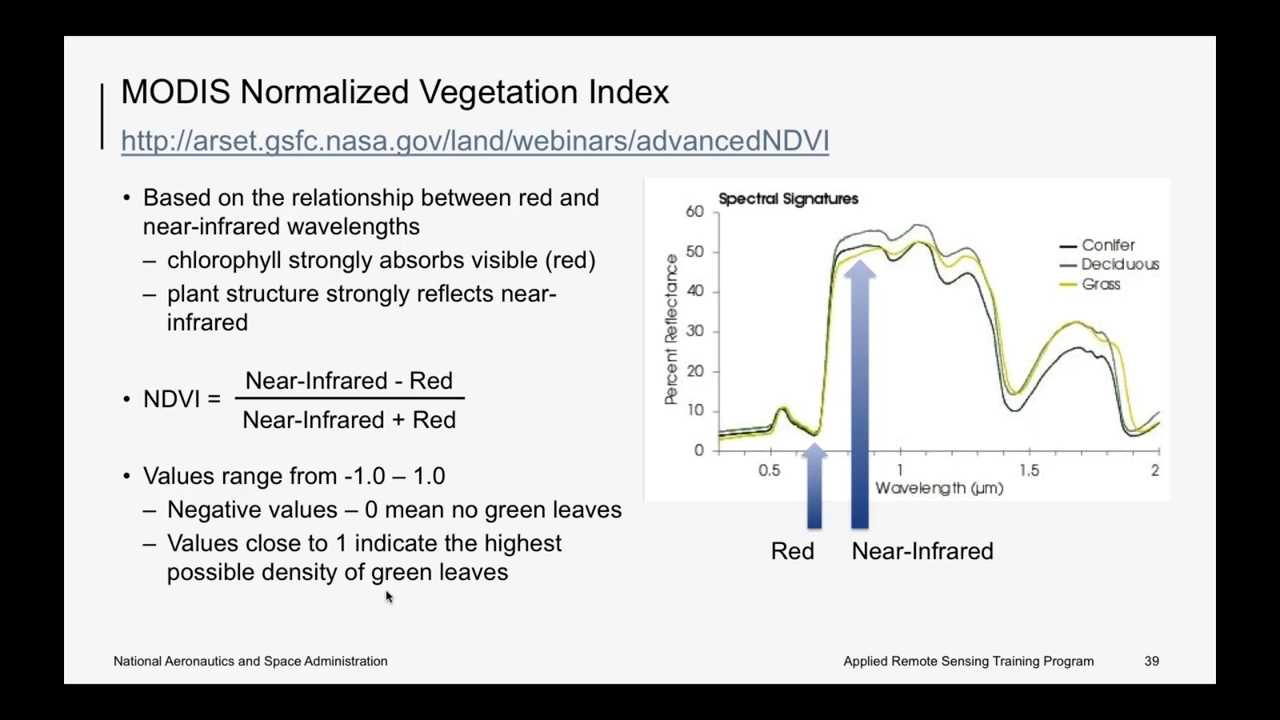 MODIS Normalized Vegetation Index
http://arset.gsfc.nasa.gov/land/webinars/advancedNDVI
• Based on the relationship between red and
near-infrared wavelengths
– chlorophyll strongly absorbs visible (red)
– plant structure strongly reflects near-
infrared
• NDVI =
Near-Infrared - Red
Near-Infrared + Red
• Values range from -1.0 – 1.0
– Negative values – 0 mean no green leaves
– Values close to 1 indicate the highest
possible density of green leaves
Spectral Signatures
60
50
40
30
20
10
0
Percent Reflectance
Conifer
Deciduous
Grass
0.5
1
1.5
2
Wavelength (µm)
Red
Near-Infrared
National Aeronautics and Space Administration
Applied Remote Sensing Training Program
39